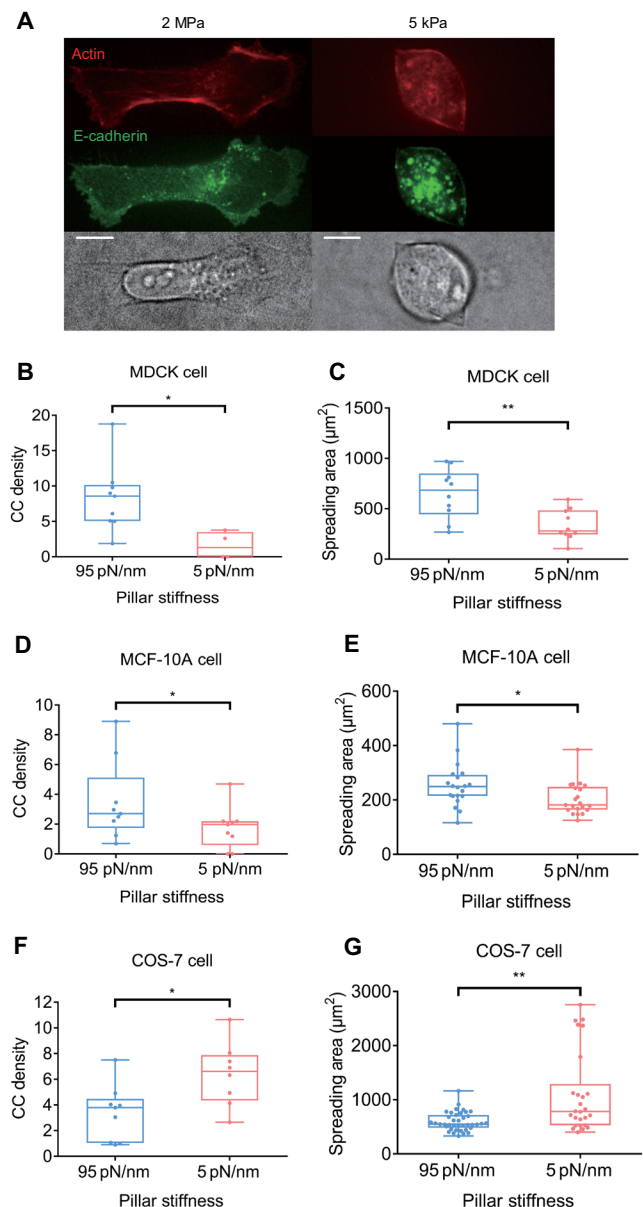 A
2 MPa
5 kPa
Actin
E-cadherin
B
MDCK cell
*
20
15
10
5
0
CC density
95 pN/nm
5 pN/nm
Pillar stiffness
C
MDCK cell
**
1500
1000
500
0
Spreading area (µm²)
95 pN/nm
5 pN/nm
Pillar stiffness
D
MCF-10A cell
*
10
8
6
4
2
0
CC density
95 pN/nm
5 pN/nm
Pillar stiffness
E
MCF-10A cell
*
600
400
200
0
Spreading area (µm²)
95 pN/nm
5 pN/nm
Pillar stiffness
F
COS-7 cell
*
12
10
8
6
4
2
0
CC density
95 pN/nm
5 pN/nm
Pillar stiffness
G
COS-7 cell
**
3000
2000
1000
0
Spreading area (µm²)
95 pN/nm
5 pN/nm
Pillar stiffness